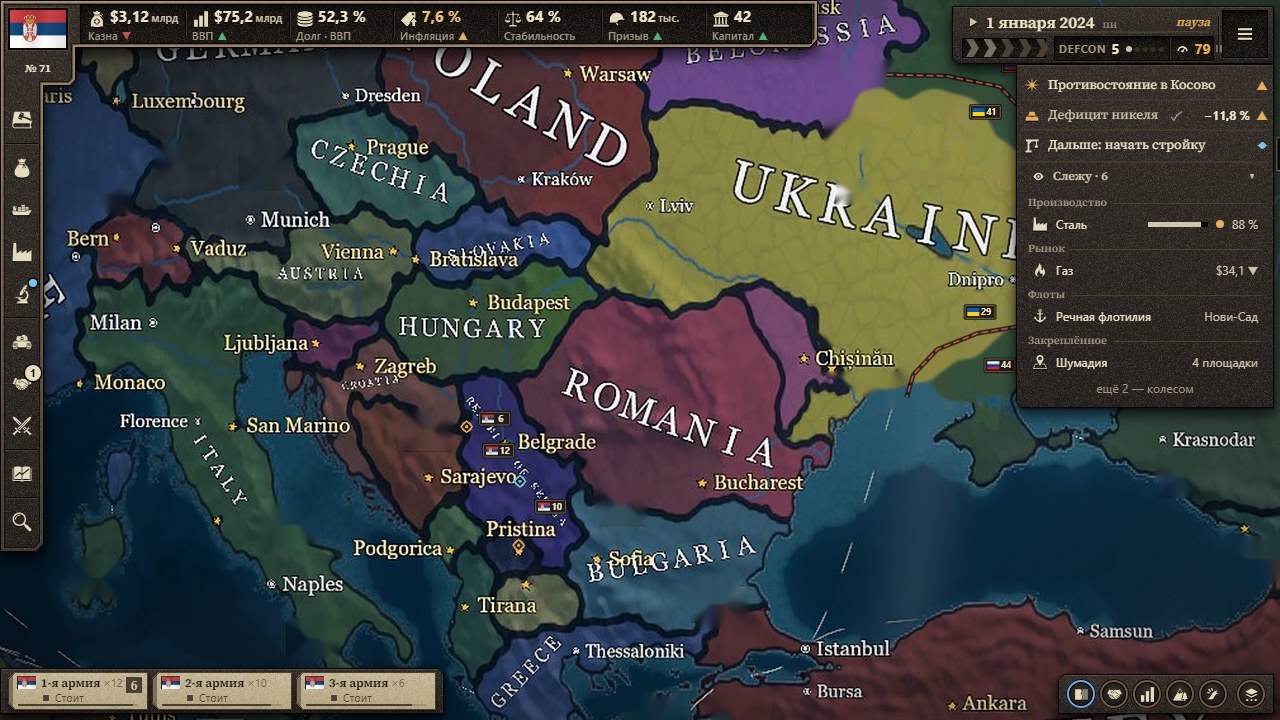 $3,12 млрд
Казна
$75,2 млрд
ВВП
52,3 %
Долг · ВВП
7,6 %
Инфляция
64 %
Стабильность
182 тыс.
Призыв
42
Капитал
1 января 2024 пн
пауза
DEFCON 5
79
№ 71
Противостояние в Косово
Дефицит никеля
−11,8 %
Дальше: начать стройку
Слежу · 6
Производство
Сталь
88 %
Рынок
Газ
$34,1
Флоты
Речная флотилия
Нови-Сад
Закреплённое
Шумадия
4 площадки
ещё 2 — колесом
1
Luxembourg
Dresden
Warsaw
Prague
CZECHIA
Kraków
Lviv
UKRAIN
41
Munich
Bern
Vaduz
Vienna
AUSTRIA
SLOVAKIA
Bratislava
Dnipro
29
44
Budapest
HUNGARY
Milan
Ljubljana
Zagreb
CROATIA
Chișinău
Monaco
ROMANIA
Florence
San Marino
ITALY
6
12
Belgrade
Krasnodar
Sarajevo
Bucharest
10
Pristina
Podgorica
Sofia
BULGARIA
Naples
Tirana
Thessaloniki
GREECE
Istanbul
Samsun
Bursa
Ankara
1-я армия ×12
6
Стоит
2-я армия ×10
Стоит
3-я армия ×6
Стоит